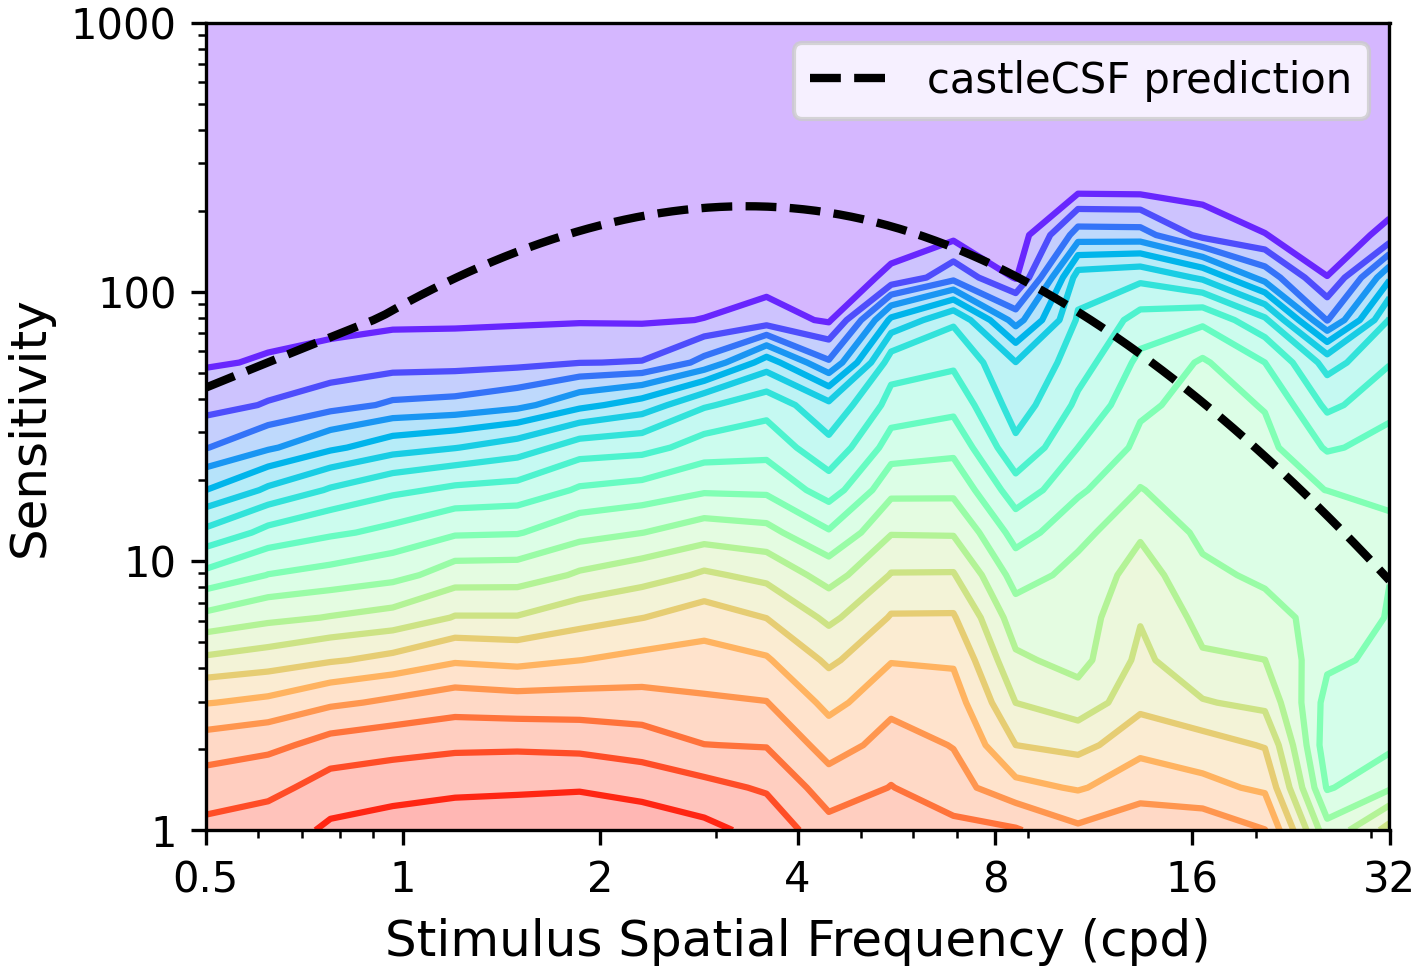 1000
100
10
1
Sensitivity
castleCSF prediction
0.5 1 2 4 8 16 32
Stimulus Spatial Frequency (cpd)